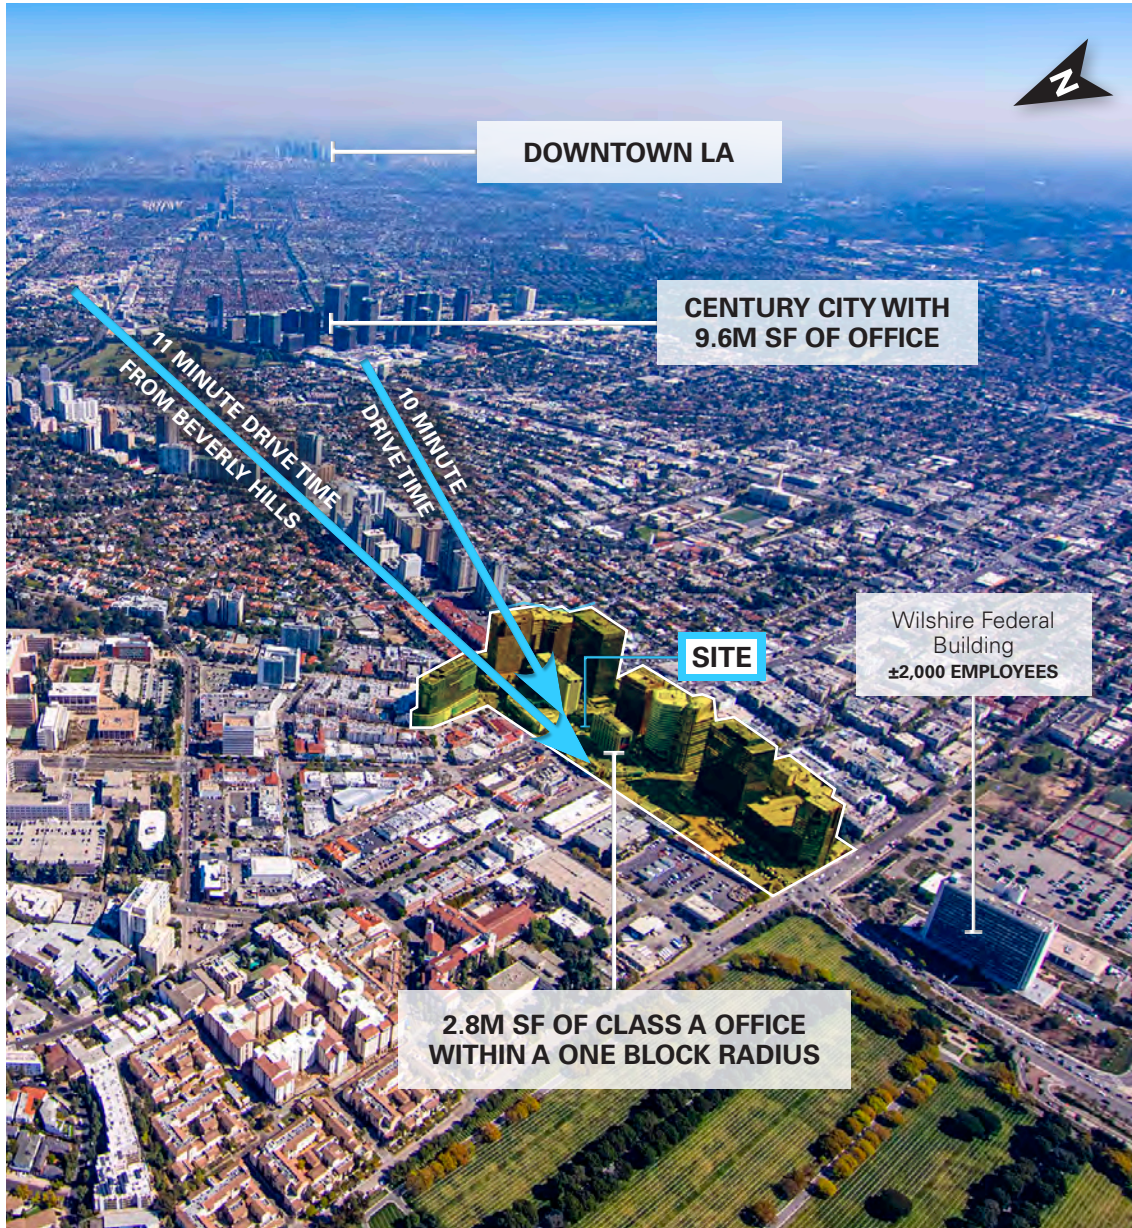 N
DOWNTOWN LA
CENTURY CITY WITH
9.6M SF OF OFFICE
11 MINUTE DRIVE TIME
FROM BEVERLY HILLS
10 MINUTE
DRIVE TIME
Wilshire Federal
Building
±2,000 EMPLOYEES
SITE
2.8M SF OF CLASS A OFFICE
WITHIN A ONE BLOCK RADIUS